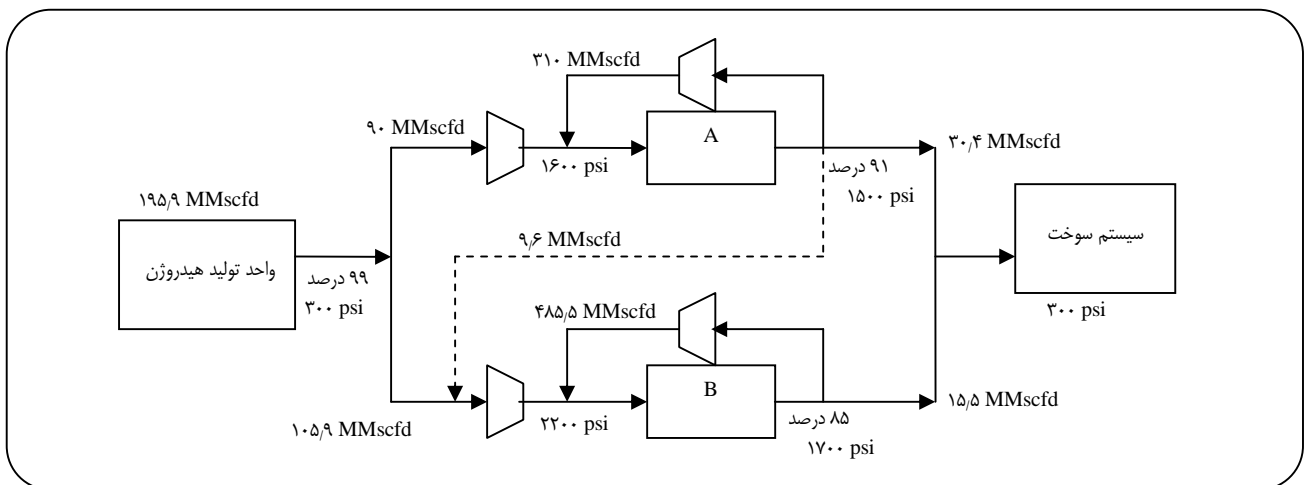 ۳۱۰ MMscfd
۹۰ MMscfd
A
۳۰٫۴ MMscfd
۱۶۰۰ psi
۹۱ درصد
۱۵۰۰ psi
۱۹۵٫۹ MMscfd
واحد تولید هیدروژن
۹۹ درصد
۳۰۰ psi
۹٫۶ MMscfd
سیستم سوخت
۳۰۰ psi
۴۸۵٫۵ MMscfd
B
۱۵٫۵ MMscfd
۱۰۵٫۹ MMscfd
۲۲۰۰ psi
۸۵ درصد
۱۷۰۰ psi